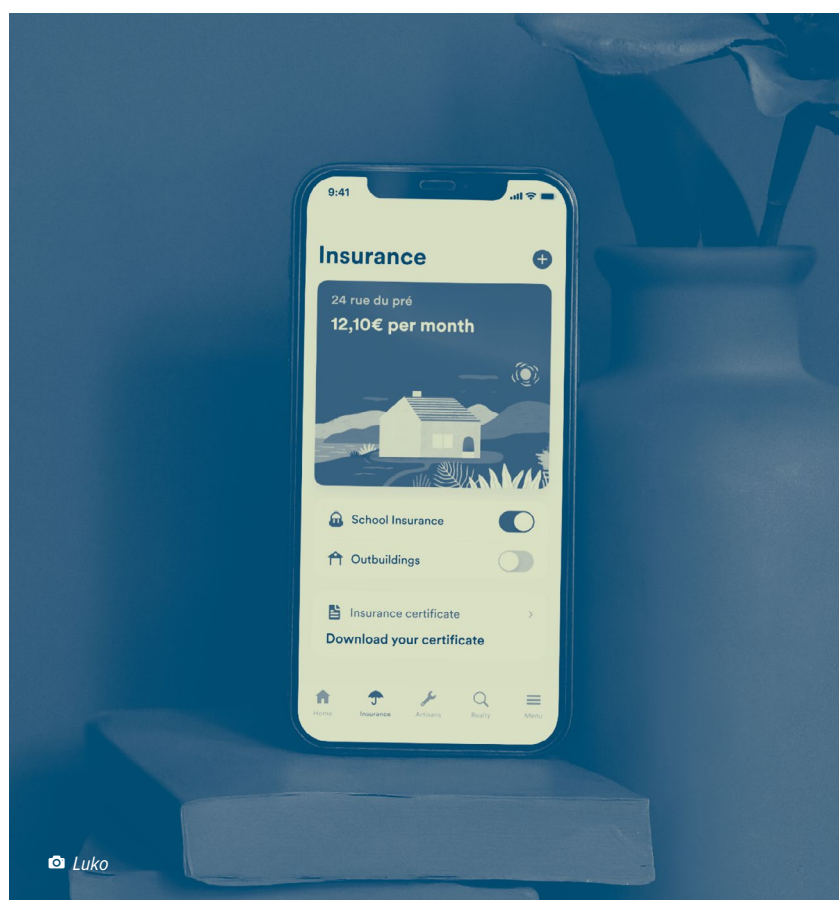 9:41
Insurance
24 rue du pré
12,10€ per month
School Insurance
Outbuildings
Insurance certificate
Download your certificate
Home Insurance Artisans Realty Menu
Luko